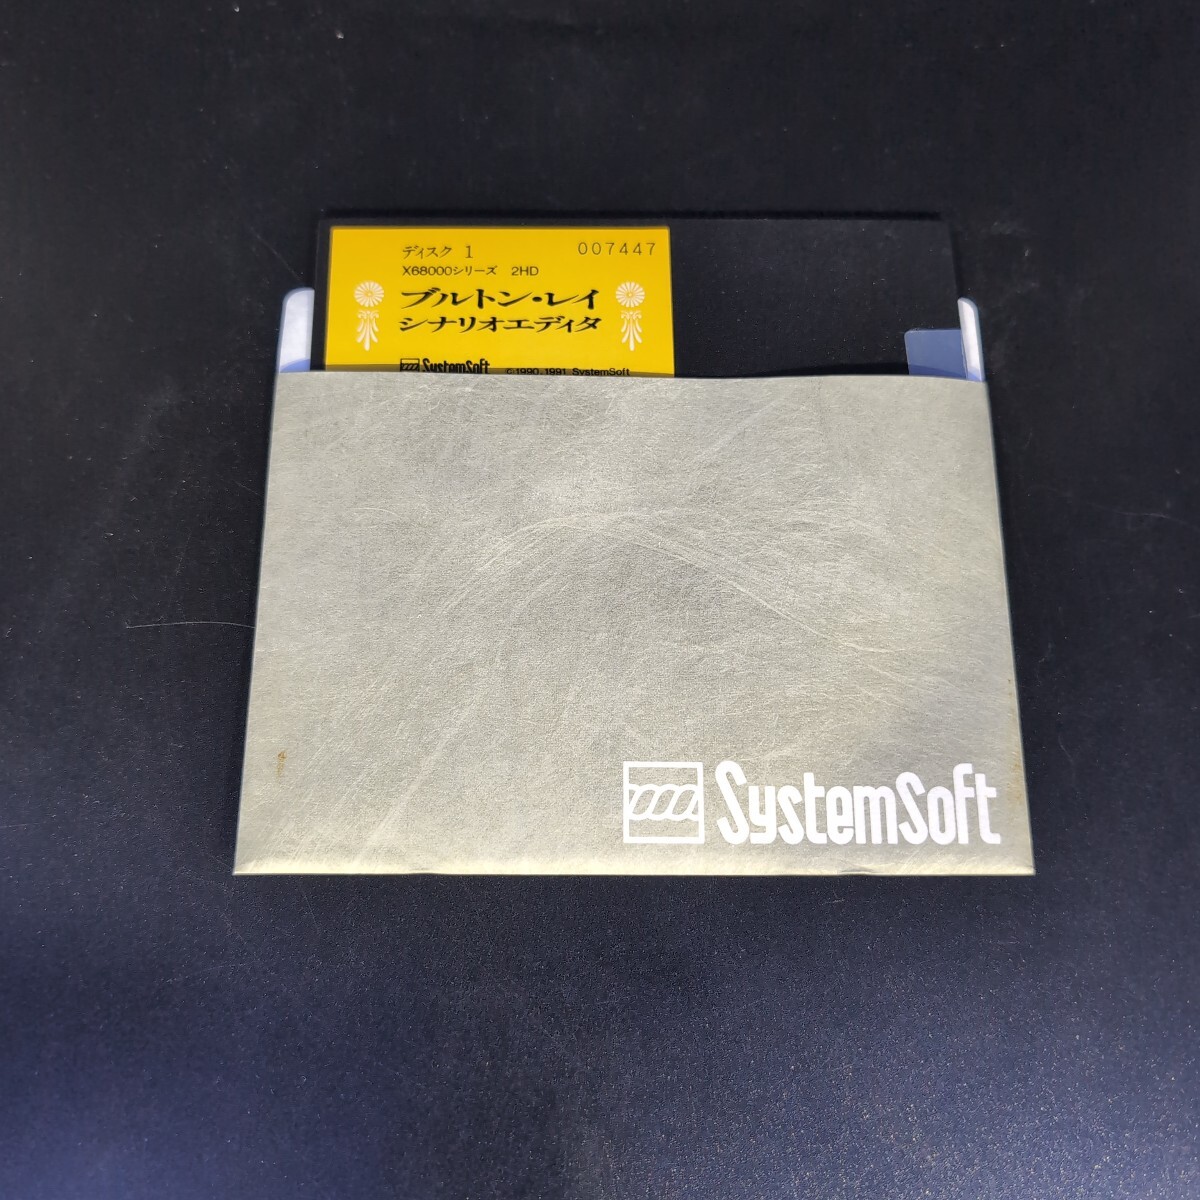 ディスク 1 007447
X68000シリーズ 2HD
ブルトン・レイ
シナリオエディタ
SystemSoft © 1990, 1991 SystemSoft
SystemSoft